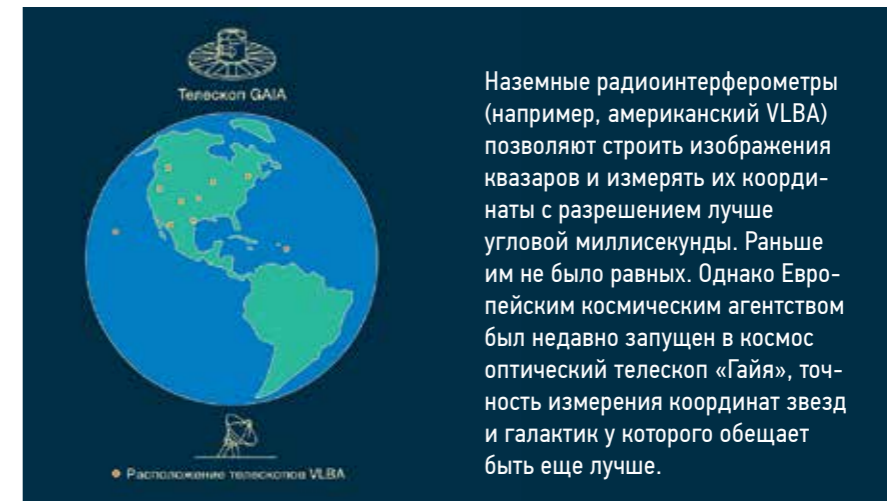 Телескоп GAIA
Наземные радиоинтерферометры
(например, американский VLBA)
позволяют строить изображения
квазаров и измерять их коорди-
наты с разрешением лучше
угловой миллисекунды. Раньше
им не было равных. Однако Евро-
пейским космическим агентством
был недавно запущен в космос
оптический телескоп «Гайя», точ-
ность измерения координат звезд
и галактик у которого обещает
быть еще лучше.
Расположение телескопов VLBA